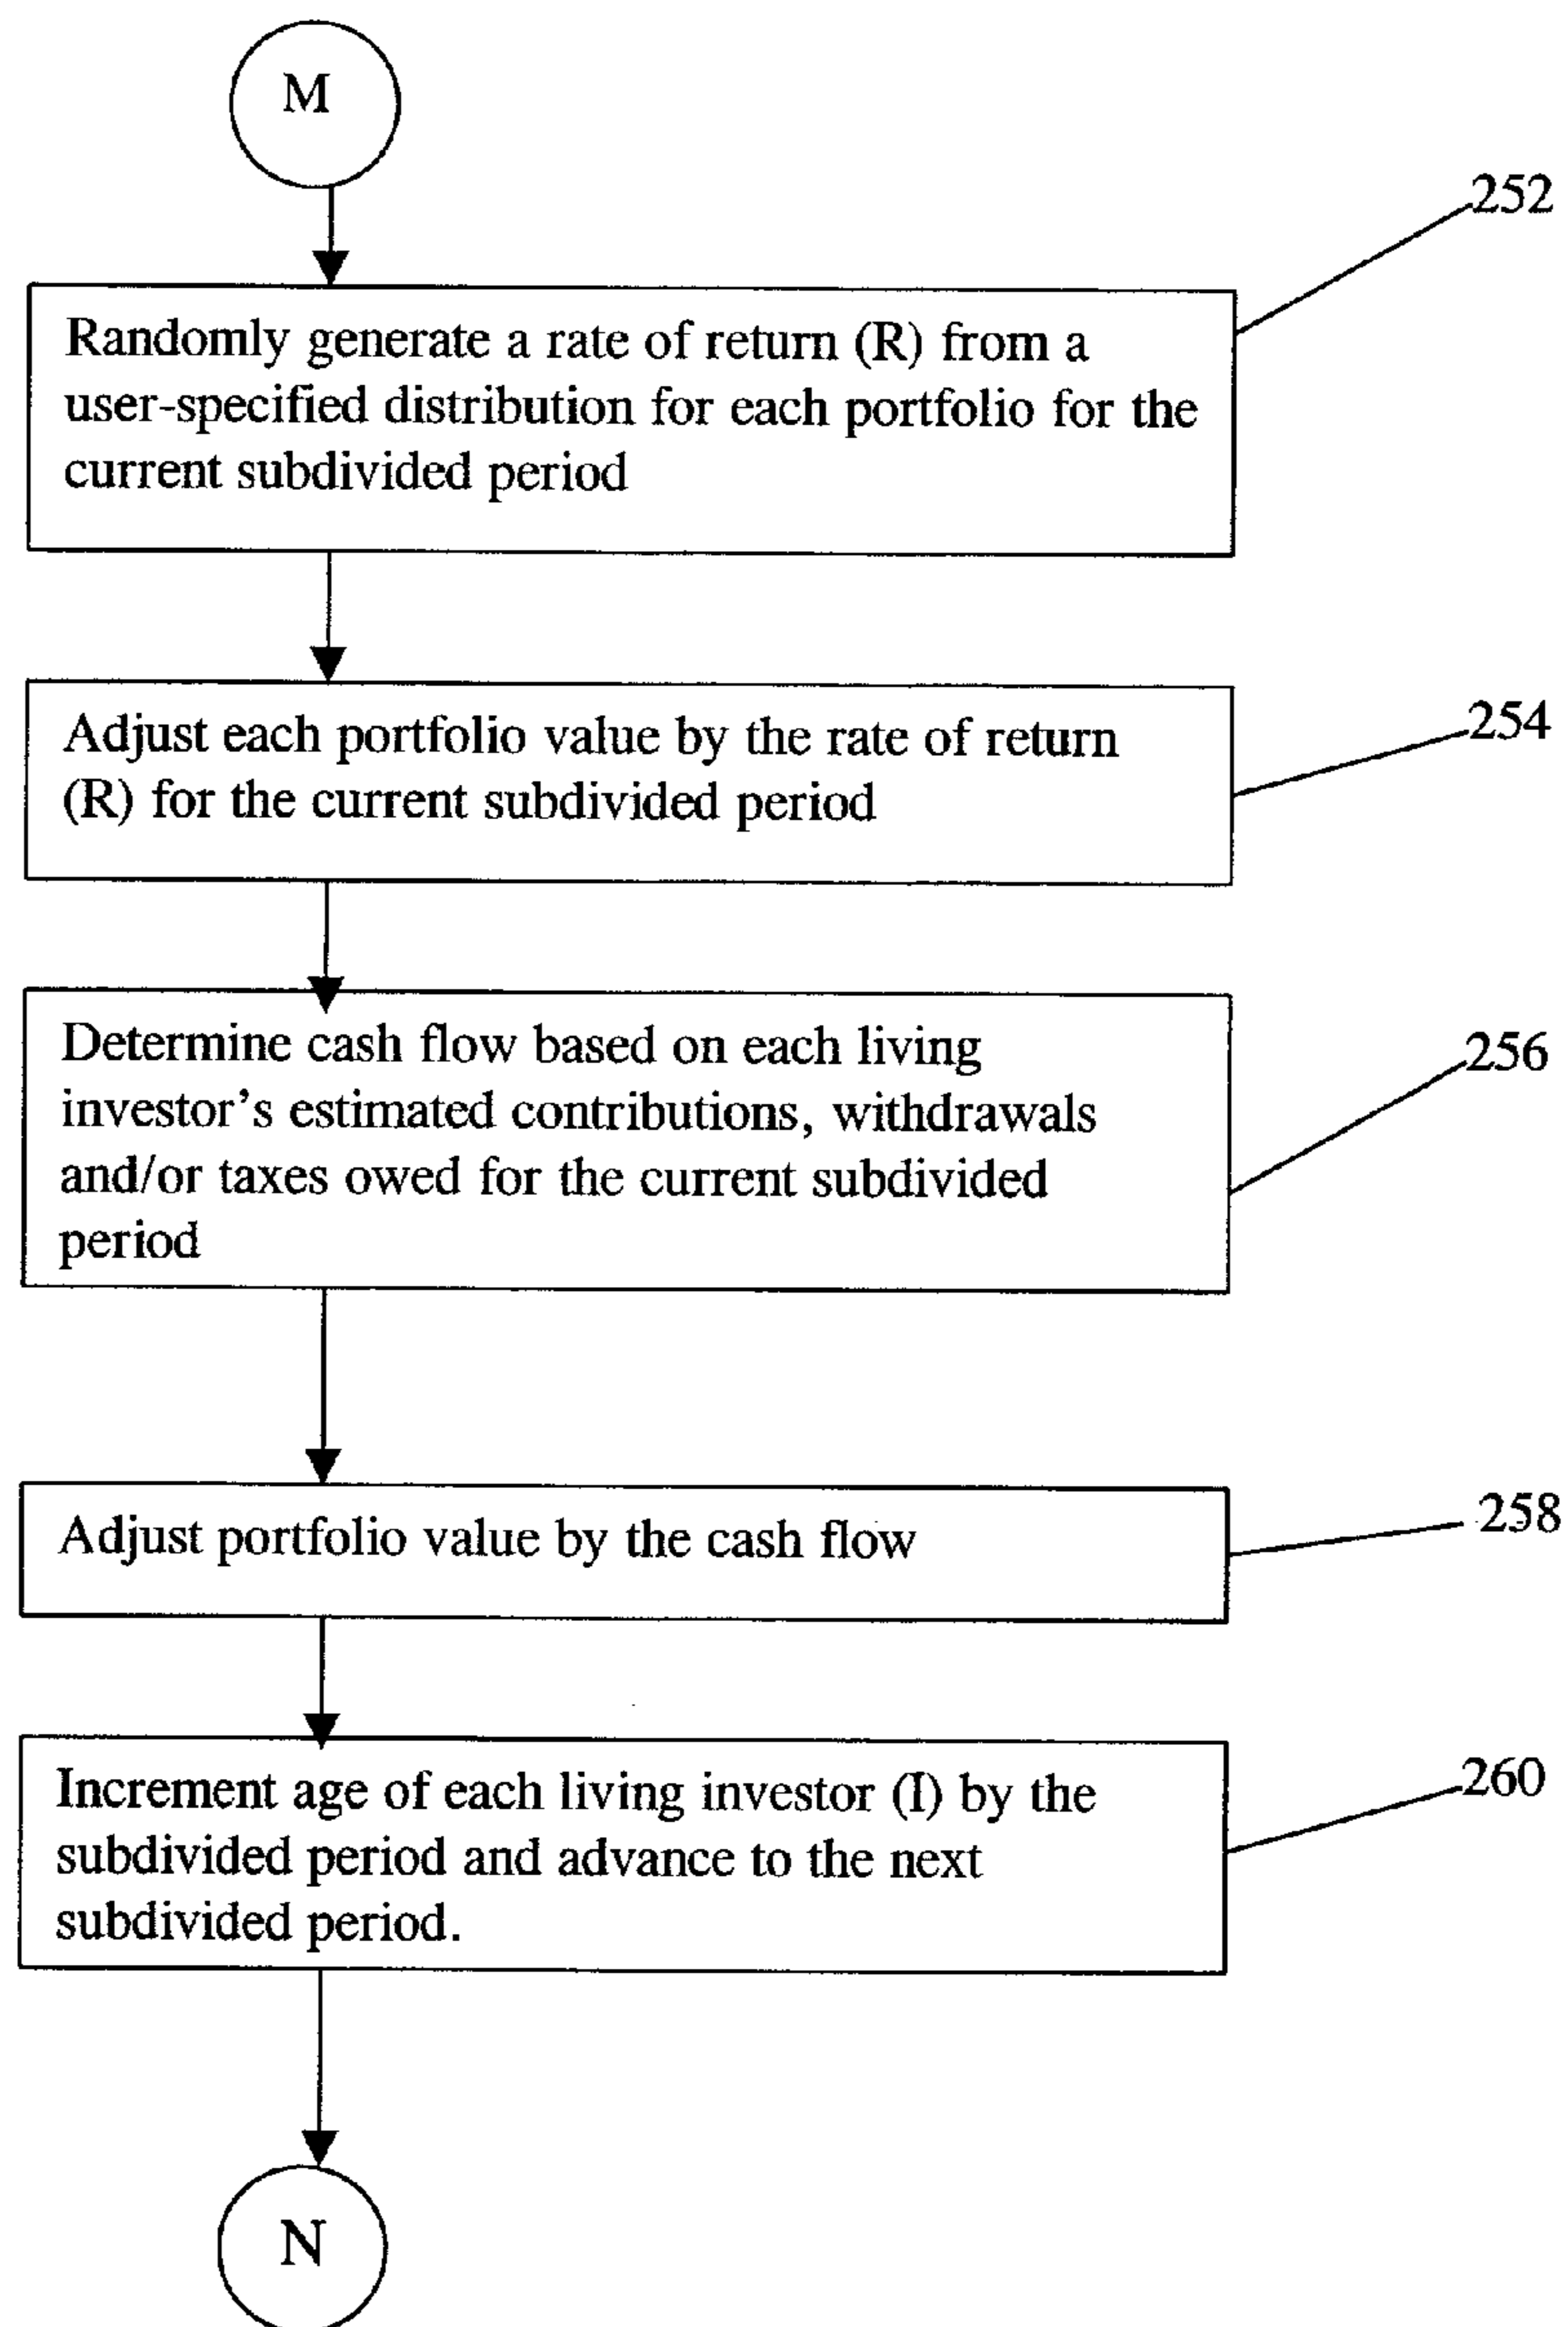 M
252
Randomly generate a rate of return (R) from a
user-specified distribution for each portfolio for the
current subdivided period
254
Adjust each portfolio value by the rate of return
(R) for the current subdivided period
256
Determine cash flow based on each living
investor’s estimated contributions, withdrawals
and/or taxes owed for the current subdivided
period
258
Adjust portfolio value by the cash flow
260
Increment age of each living investor (I) by the
subdivided period and advance to the next
subdivided period.
N